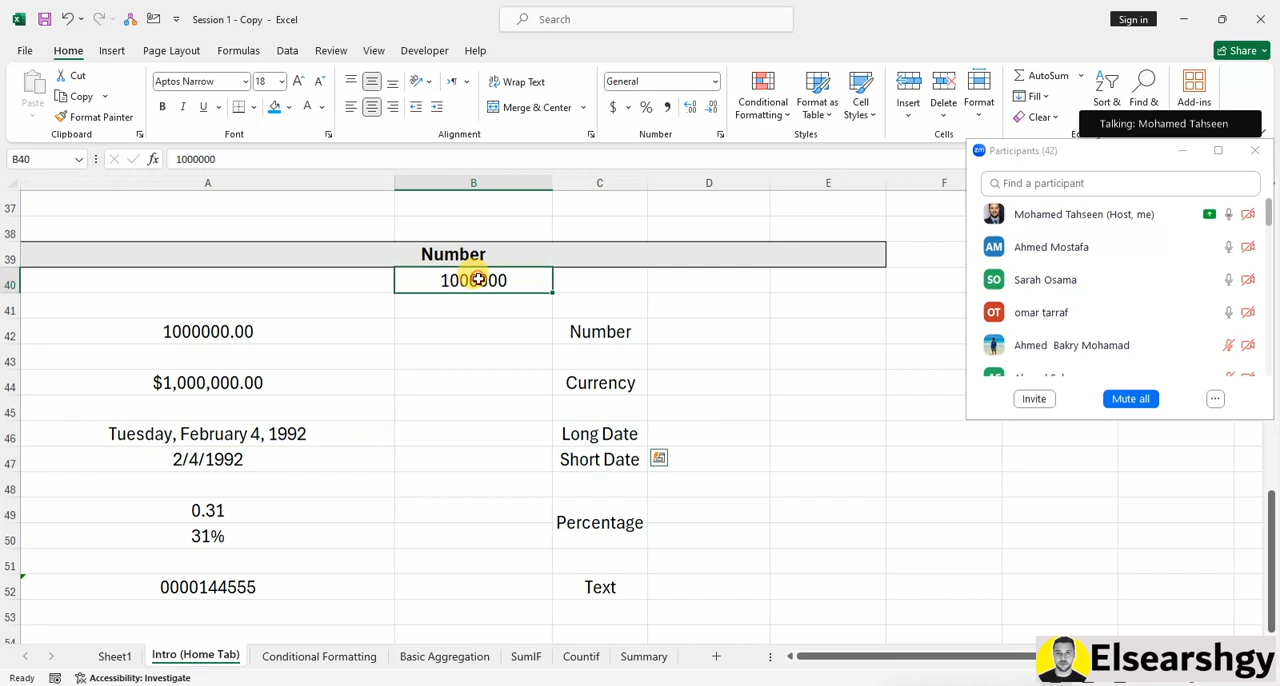 Session 1 - Copy - Excel
Search
Sign in
File Home Insert Page Layout Formulas Data Review View Developer Help
Share
Paste
Cut
Copy
Format Painter
Clipboard
Aptos Narrow 18
B I U
Font
Wrap Text
Merge & Center
Alignment
General
$ % 
Number
Conditional Formatting
Format as Table
Cell Styles
Styles
Insert Delete Format
Cells
AutoSum
Fill
Clear
Sort &
Find &
Add-ins
Talking: Mohamed Tahseen
B40
fx 1000000
A B C D E F
37
38
39 Number
40 1000000
41
42 1000000.00 Number
43
44 $1,000,000.00 Currency
45
46 Tuesday, February 4, 1992 Long Date
47 2/4/1992 Short Date
48
49 0.31
Percentage
50 31%
51
52 0000144555 Text
53
54
zm Participants (42)
Find a participant
Mohamed Tahseen (Host, me)
AM Ahmed Mostafa
SO Sarah Osama
OT omar tarraf
Ahmed Bakry Mohamad
Invite Mute all ...
Sheet1 Intro (Home Tab) Conditional Formatting Basic Aggregation SumIF Countif Summary
Ready Accessibility: Investigate
Elsearshgy